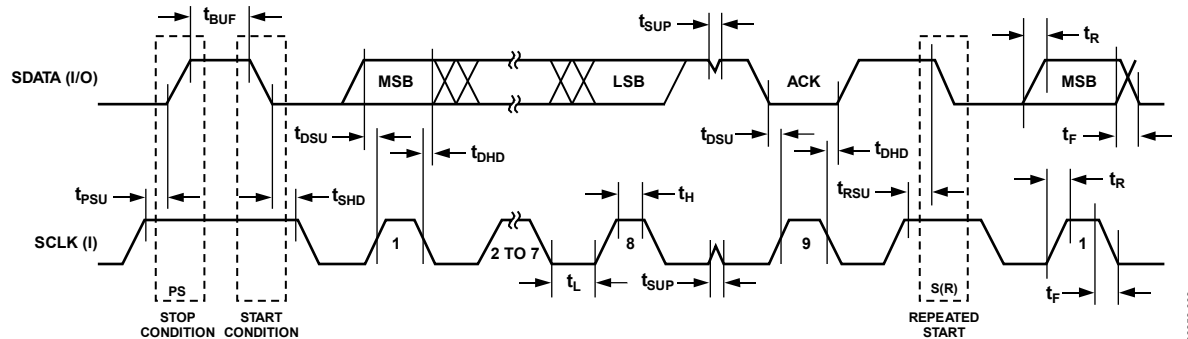 tBUF
tSUP
tR
SDATA (I/O)
MSB
LSB
ACK
MSB
tDSU
tDHD
tDSU
tDHD
tF
tPSU
tSHD
tH
tRSU
tR
SCLK (I)
1
2 TO 7
8
9
1
tL
tSUP
tF
PS
S(R)
STOP
CONDITION
START
CONDITION
REPEATED
START